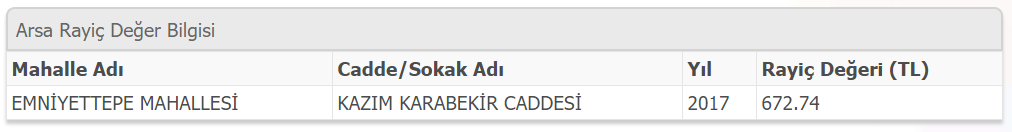 Arsa Rayiç Değer Bilgisi
Mahalle Adı Cadde/Sokak Adı Yıl Rayiç Değeri (TL)
EMNİYETTEPE MAHALLESİ KAZIM KARABEKİR CADDESİ 2017 672.74